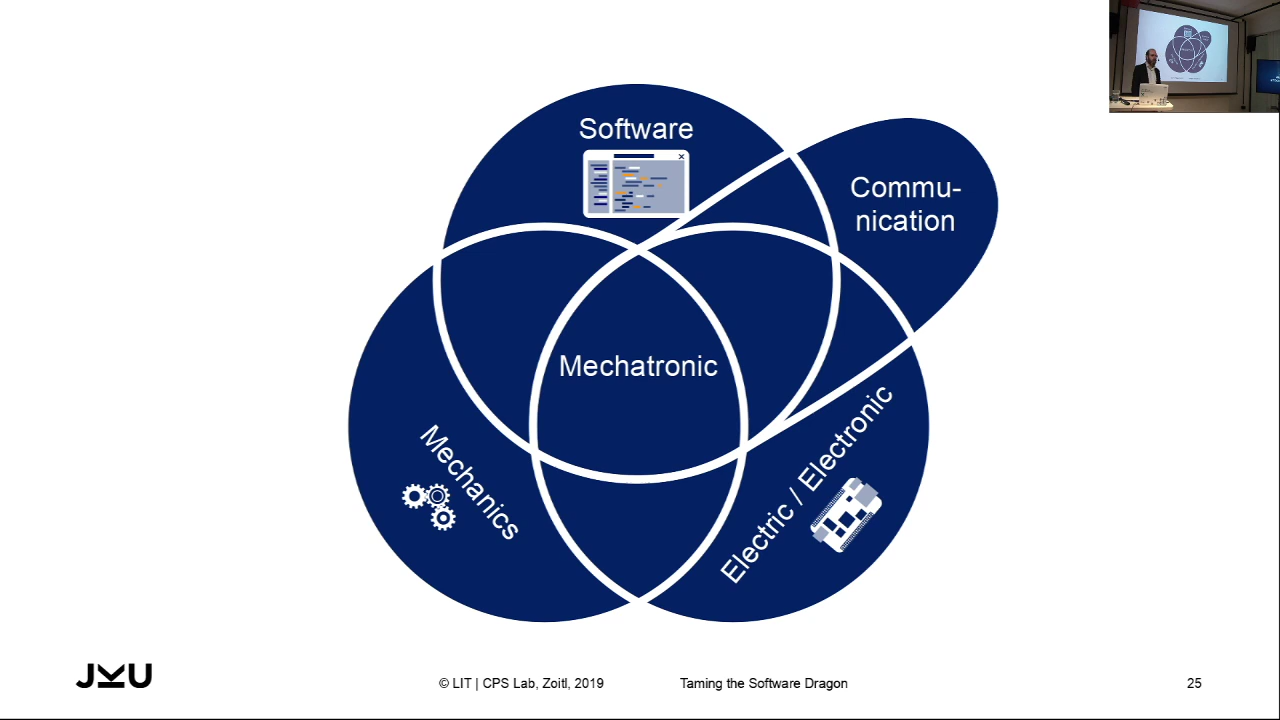 Software
Commu-
nication
Mechatronic
Mechanics
Electric / Electronic
JKU
© LIT | CPS Lab, Zoitl, 2019
Taming the Software Dragon
25